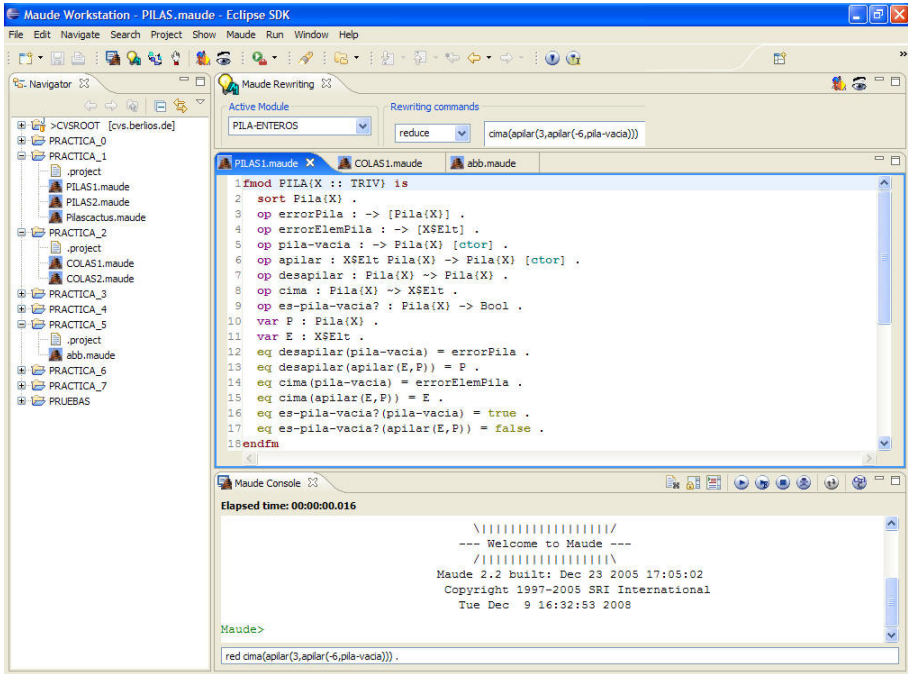 Maude Workstation - PILAS.maude - Eclipse SDK
File Edit Navigate Search Project Show Maude Run Window Help
Navigator
>CVSROOT [cvs.berlios.de]
PRACTICA_0
PRACTICA_1
.project
PILAS1.maude
PILAS2.maude
Pilascactus.maude
PRACTICA_2
.project
COLAS1.maude
COLAS2.maude
PRACTICA_3
PRACTICA_4
PRACTICA_5
.project
abb.maude
PRACTICA_6
PRACTICA_7
PRUEBAS
Maude Rewriting
Active Module
PILA-ENTEROS
Rewriting commands
reduce
cima(apilar(3,apilar(-6,pila-vacia)))
PILAS1.maude COLAS1.maude abb.maude
1 fmod PILA{X :: TRIV} is
2 sort Pila{X} .
3 op errorPila : -> [Pila{X}] .
4 op errorElemPila : -> [X$Elt] .
5 op pila-vacia : -> Pila{X} [ctor] .
6 op apilar : X$Elt Pila{X} -> Pila{X} [ctor] .
7 op desapilar : Pila{X} ~> Pila{X} .
8 op cima : Pila{X} ~> X$Elt .
9 op es-pila-vacia? : Pila{X} -> Bool .
10 var P : Pila{X} .
11 var E : X$Elt .
12 eq desapilar(pila-vacia) = errorPila .
13 eq desapilar(apilar(E,P)) = P .
14 eq cima(pila-vacia) = errorElemPila .
15 eq cima(apilar(E,P)) = E .
16 eq es-pila-vacia?(pila-vacia) = true .
17 eq es-pila-vacia?(apilar(E,P)) = false .
18 endfm
Maude Console
Elapsed time: 00:00:00.016
\||||||||||||||||||/
--- Welcome to Maude ---
/||||||||||||||||||\
Maude 2.2 built: Dec 23 2005 17:05:02
Copyright 1997-2005 SRI International
Tue Dec 9 16:32:53 2008
Maude>
red cima(apilar(3,apilar(-6,pila-vacia))) .